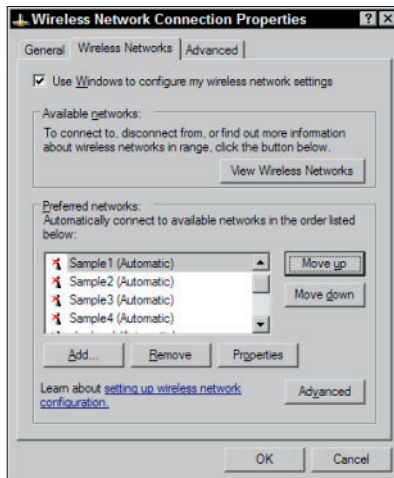 Wireless Network Connection Properties
General Wireless Networks Advanced
Use Windows to configure my wireless network settings
Available networks:
To connect to, disconnect from, or find out more information
about wireless networks in range, click the button below.
View Wireless Networks
Preferred networks:
Automatically connect to available networks in the order listed
below:
Sample1 (Automatic)
Sample2 (Automatic)
Sample3 (Automatic)
Sample4 (Automatic)
Move up
Move down
Add... Remove Properties
Learn about setting up wireless network
configuration.
Advanced
OK Cancel